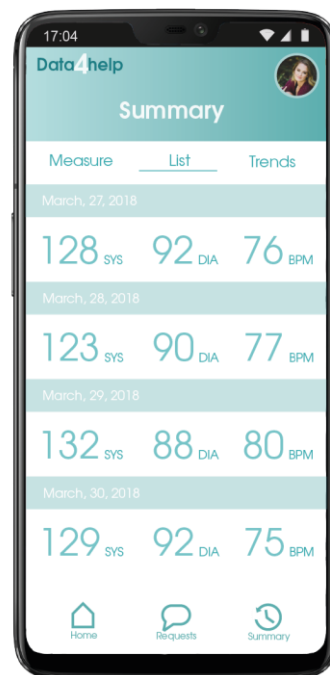 17:04
Data4help
Summary
Measure List Trends
March, 27, 2018
128 SYS 92 DIA 76 BPM
March, 28, 2018
123 SYS 90 DIA 77 BPM
March, 29, 2018
132 SYS 88 DIA 80 BPM
March, 30, 2018
129 SYS 92 DIA 75 BPM
Home Requests Summary